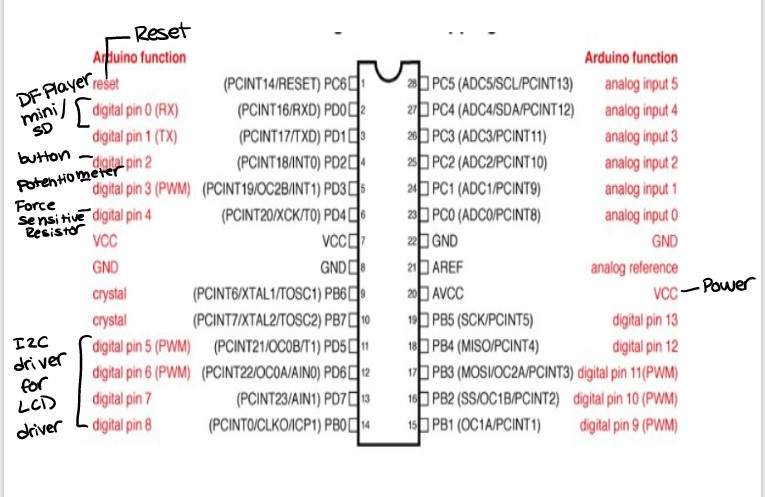 Reset
Arduino function
Arduino function
DF Player
mini/
SD
reset (PCINT14/RESET) PC6 1 28 PC5 (ADC5/SCL/PCINT13) analog input 5
digital pin 0 (RX) (PCINT16/RXD) PD0 2 27 PC4 (ADC4/SDA/PCINT12) analog input 4
digital pin 1 (TX) (PCINT17/TXD) PD1 3 26 PC3 (ADC3/PCINT11) analog input 3
button
digital pin 2 (PCINT18/INT0) PD2 4 25 PC2 (ADC2/PCINT10) analog input 2
Potentiometer
digital pin 3 (PWM) (PCINT19/OC2B/INT1) PD3 5 24 PC1 (ADC1/PCINT9) analog input 1
Force
sensitive
Resistor
digital pin 4 (PCINT20/XCK/T0) PD4 6 23 PC0 (ADC0/PCINT8) analog input 0
VCC VCC 7 22 GND GND
GND GND 8 21 AREF analog reference
crystal (PCINT6/XTAL1/TOSC1) PB6 9 20 AVCC VCC Power
crystal (PCINT7/XTAL2/TOSC2) PB7 10 19 PB5 (SCK/PCINT5) digital pin 13
I2C
driver
for
LCD
driver
digital pin 5 (PWM) (PCINT21/OC0B/T1) PD5 11 18 PB4 (MISO/PCINT4) digital pin 12
digital pin 6 (PWM) (PCINT22/OC0A/AIN0) PD6 12 17 PB3 (MOSI/OC2A/PCINT3) digital pin 11(PWM)
digital pin 7 (PCINT23/AIN1) PD7 13 16 PB2 (SS/OC1B/PCINT2) digital pin 10 (PWM)
digital pin 8 (PCINT0/CLKO/ICP1) PB0 14 15 PB1 (OC1A/PCINT1) digital pin 9 (PWM)